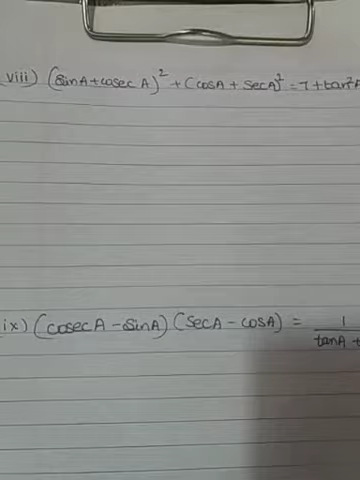 viii) (sinA+cosec A)² + (cosA + secA)² = 7 + tan²A
ix) (cosecA - sinA) (secA - cosA) = 1/tanA +